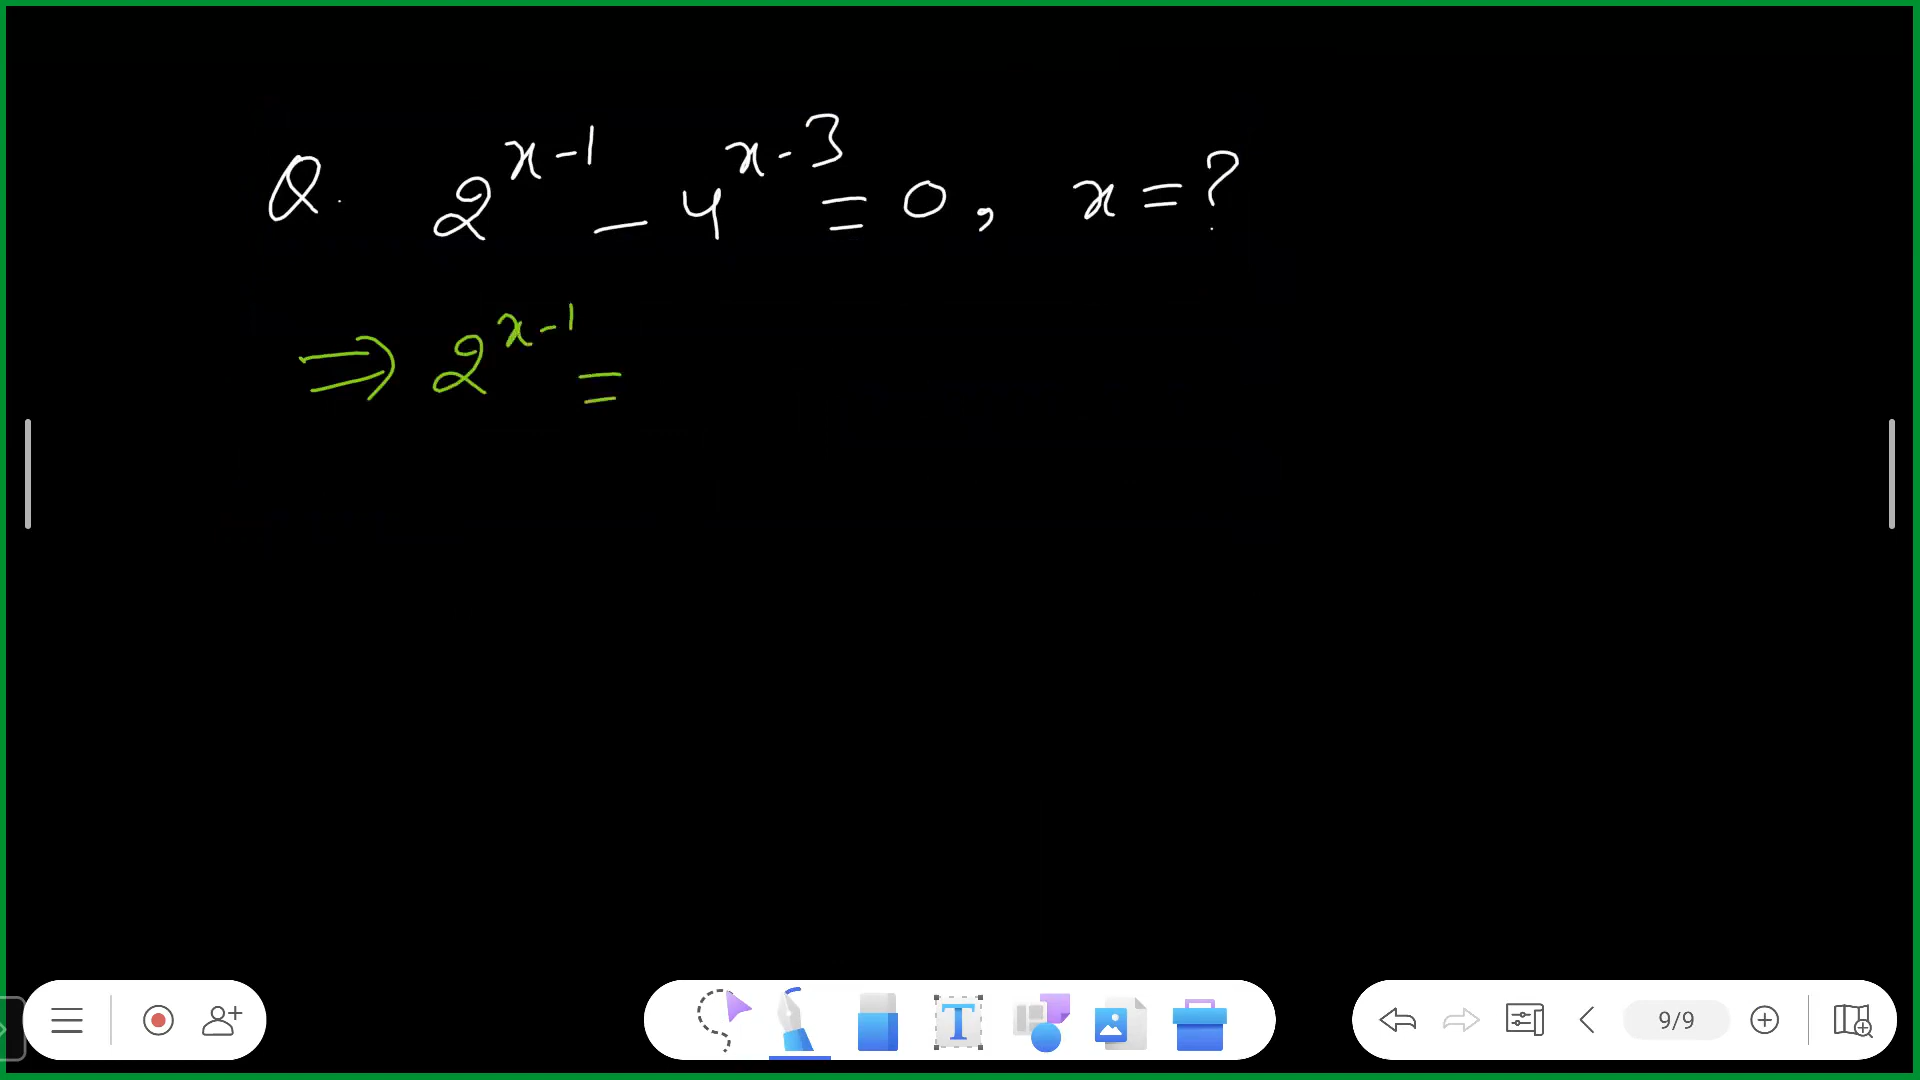 Q. 2^{x-1} - 4^{x-3} = 0, x = ?
⇒ 2^{x-1} =
T
9/9